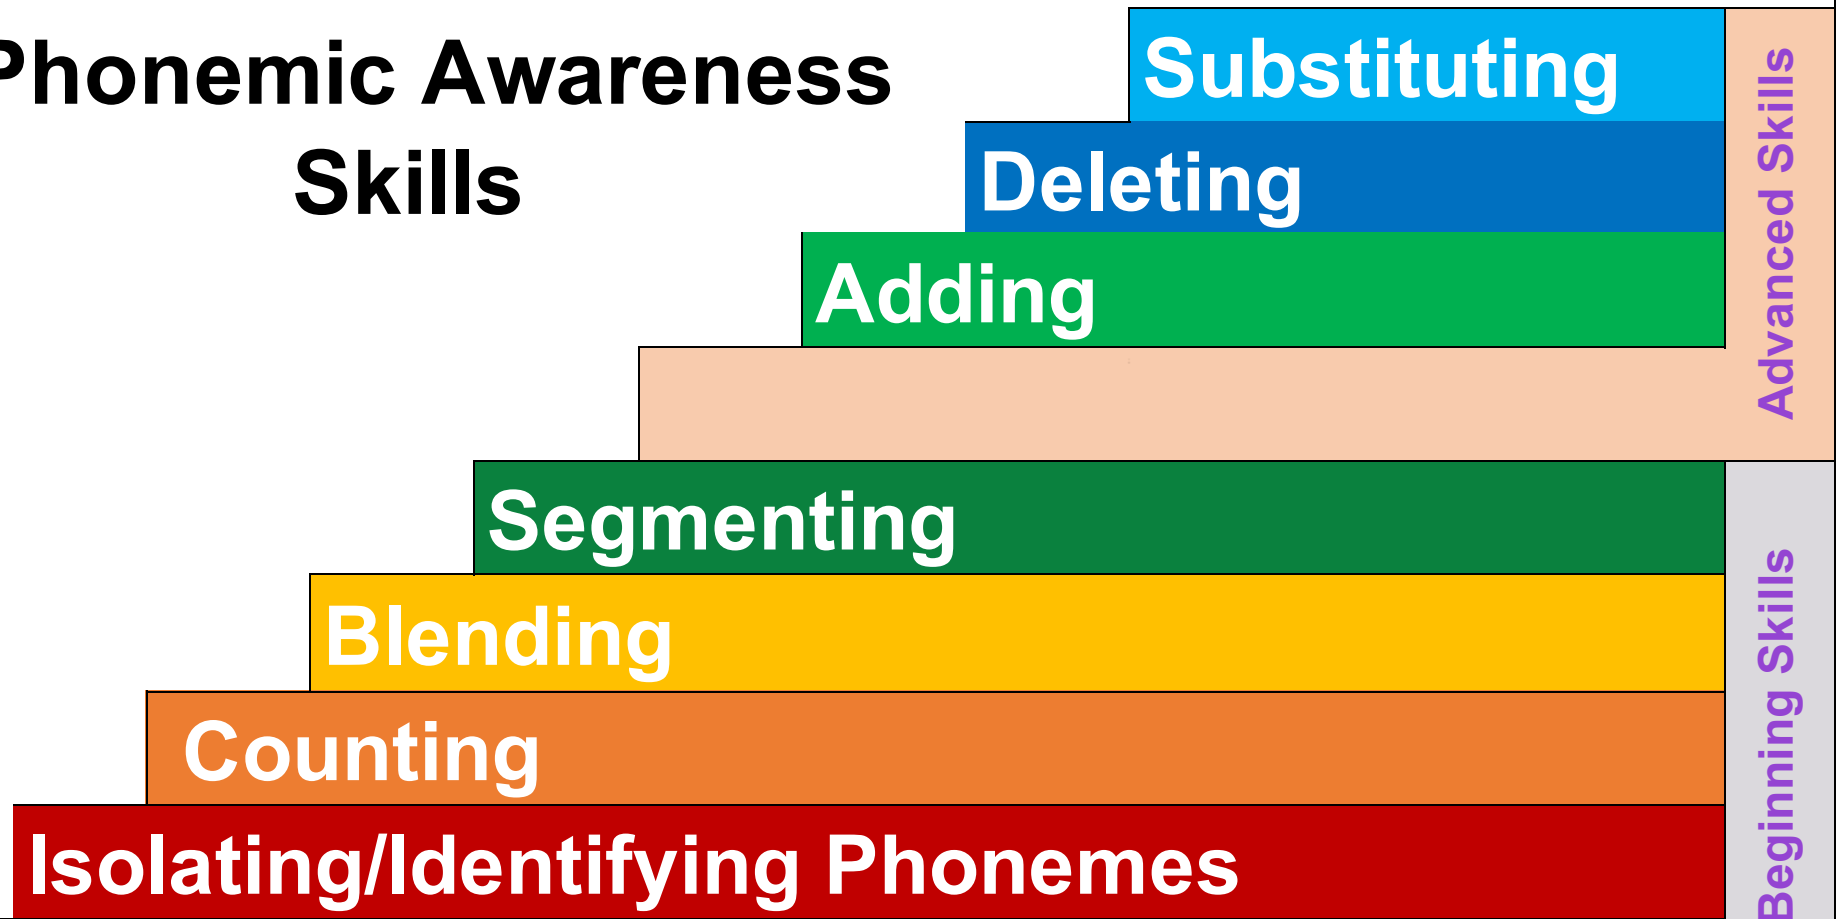 Phonemic Awareness
Skills
Substituting
Deleting
Adding
Segmenting
Blending
Counting
Isolating/Identifying Phonemes
Advanced Skills
Beginning Skills